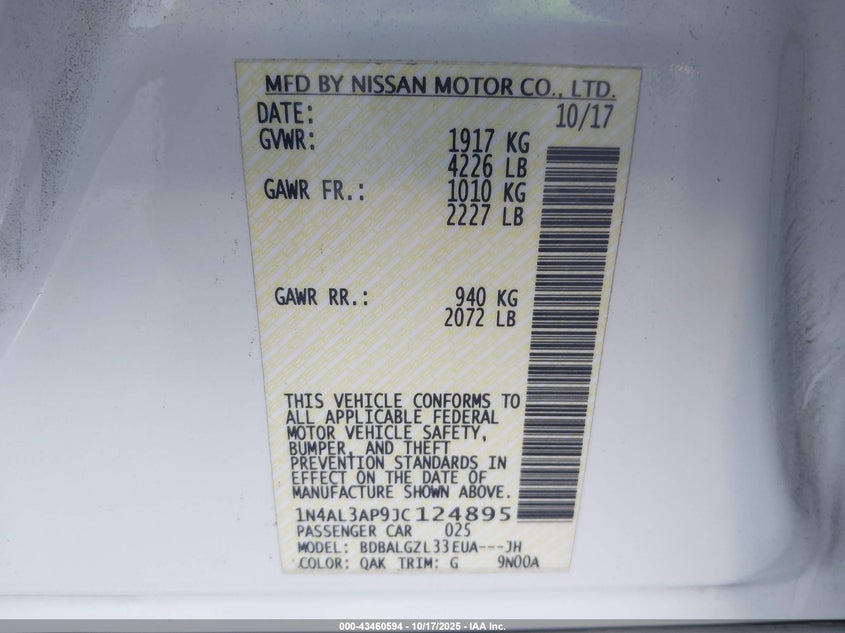 MFD BY NISSAN MOTOR CO., LTD.
DATE: 10/17
GVWR: 1917 KG
4226 LB
GAWR FR.: 1010 KG
2227 LB
GAWR RR.: 940 KG
2072 LB
THIS VEHICLE CONFORMS TO
ALL APPLICABLE FEDERAL
MOTOR VEHICLE SAFETY,
BUMPER, AND THEFT
PREVENTION STANDARDS IN
EFFECT ON THE DATE OF
MANUFACTURE SHOWN ABOVE.
1N4AL3AP9JC124895
PASSENGER CAR 025
MODEL: BDBALGZL33EUA---JH
COLOR: QAK TRIM: G 9N00A
000-43460594 - 10/17/2025 - IAA Inc.